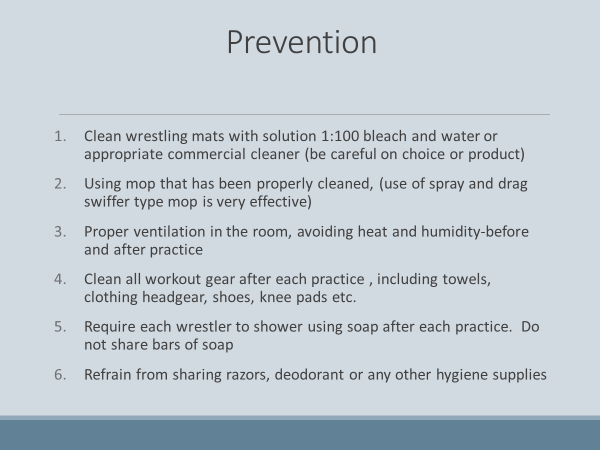 Prevention
1. Clean wrestling mats with solution 1:100 bleach and water or
appropriate commercial cleaner (be careful on choice or product)
2. Using mop that has been properly cleaned, (use of spray and drag
swiffer type mop is very effective)
3. Proper ventilation in the room, avoiding heat and humidity-before
and after practice
4. Clean all workout gear after each practice , including towels,
clothing headgear, shoes, knee pads etc.
5. Require each wrestler to shower using soap after each practice.  Do
not share bars of soap
6. Refrain from sharing razors, deodorant or any other hygiene supplies